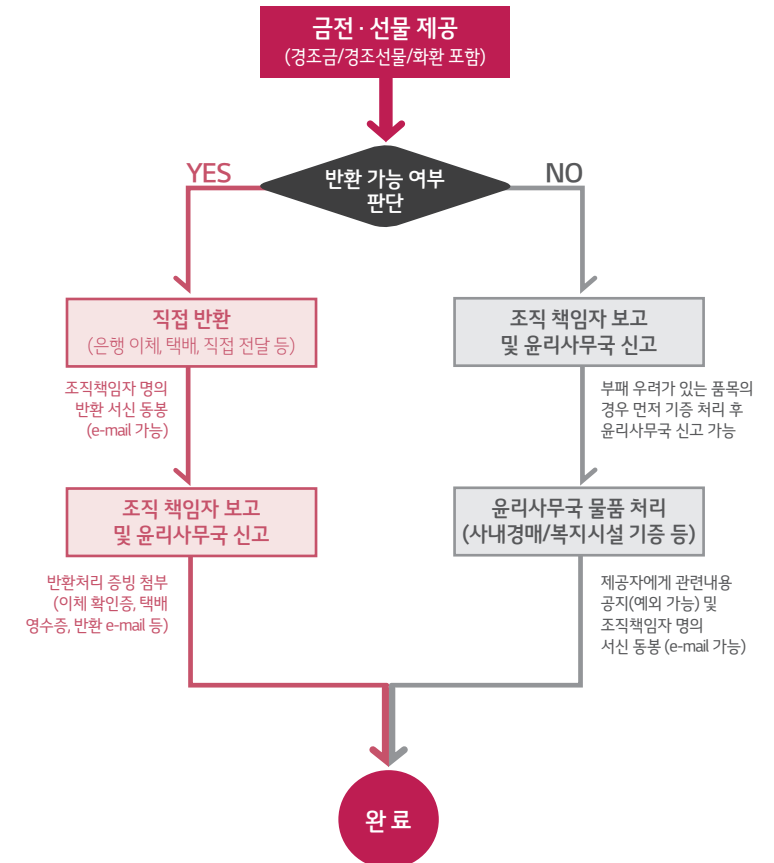 금전 · 선물 제공
(경조금/경조선물/화환 포함)
YES
반환 가능 여부
판단
NO
직접 반환
(은행 이체, 택배, 직접 전달 등)
조직책임자 명의
반환 서신 동봉
(e-mail 가능)
조직 책임자 보고
및 윤리사무국 신고
반환처리 증빙 첨부
(이체 확인증, 택배
영수증, 반환 e-mail 등)
조직 책임자 보고
및 윤리사무국 신고
부패 우려가 있는 품목의
경우 먼저 기증 처리 후
윤리사무국 신고 가능
윤리사무국 물품 처리
(사내경매/복지시설 기증 등)
제공자에게 관련내용
공지(예외 가능) 및
조직책임자 명의
서신 동봉 (e-mail 가능)
완 료